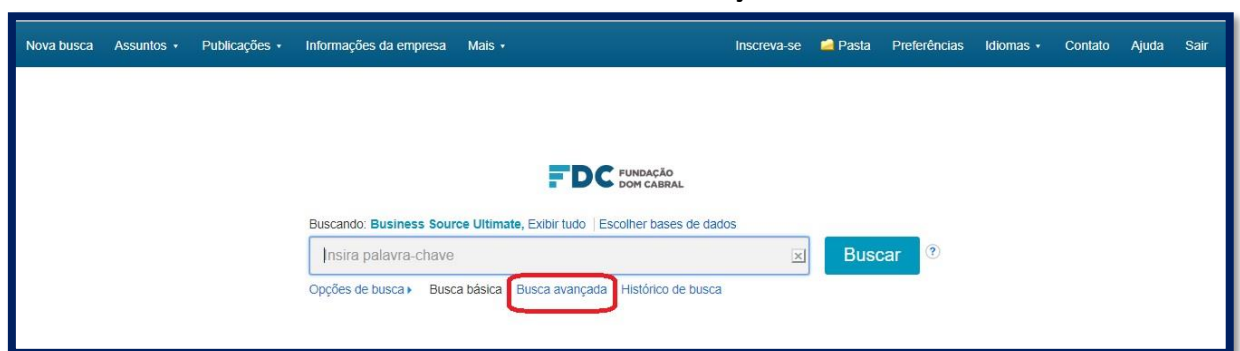 Nova busca Assuntos Publicações Informações da empresa Mais Inscreva-se Pasta Preferências Idiomas Contato Ajuda Sair
FDC FUNDAÇÃO
DOM CABRAL
Buscando: Business Source Ultimate, Exibir tudo | Escolher bases de dados
Insira palavra-chave Buscar ?
Opções de busca Busca básica Busca avançada Histórico de busca